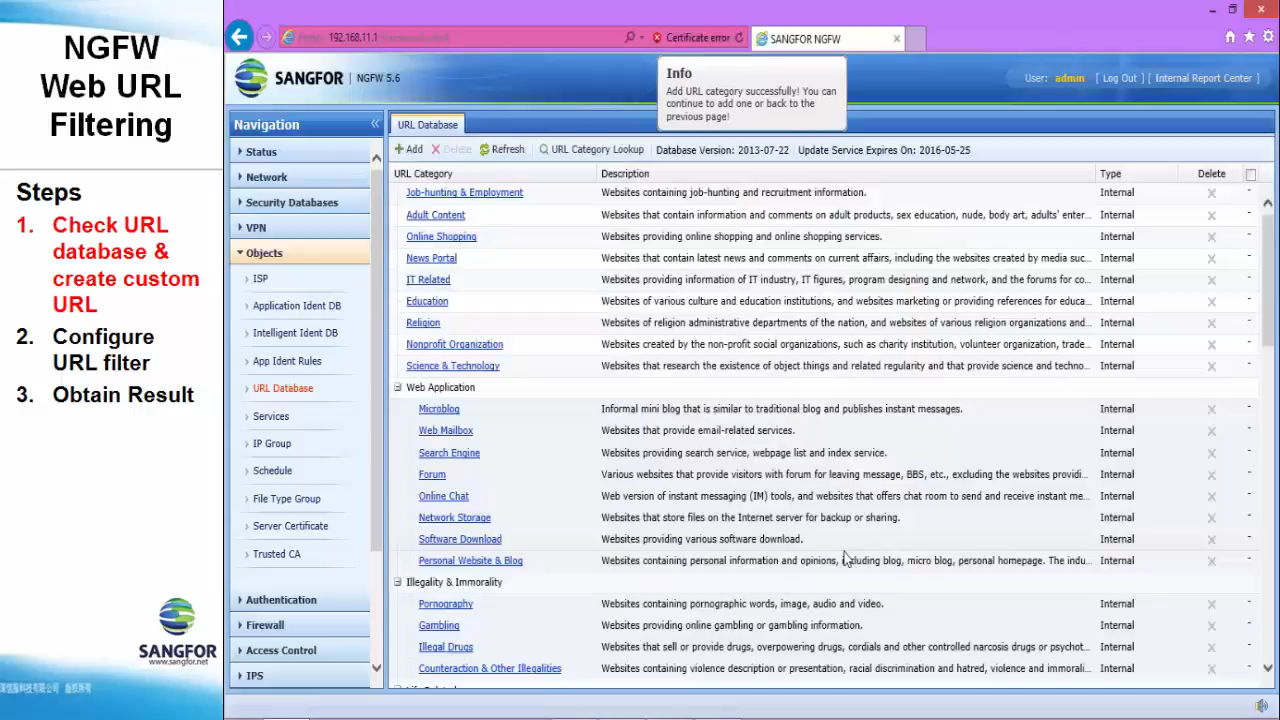 NGFW
Web URL
Filtering
Steps
1. Check URL
database &
create custom
URL
2. Configure
URL filter
3. Obtain Result
SANGFOR
www.sangfor.net
192.168.11.1
Certificate error
SANGFOR NGFW
SANGFOR | NGFW 5.6
Info
Add URL category successfully! You can
continue to add one or back to the
previous page!
User: admin [ Log Out ] [ Internal Report Center ]
Navigation
Status
Network
Security Databases
VPN
Objects
ISP
Application Ident DB
Intelligent Ident DB
App Ident Rules
URL Database
Services
IP Group
Schedule
File Type Group
Server Certificate
Trusted CA
Authentication
Firewall
Access Control
IPS
URL Database
Add Delete Refresh URL Category Lookup Database Version: 2013-07-22 Update Service Expires On: 2016-05-25
URL Category Description Type Delete
Job-hunting & Employment Websites containing job-hunting and recruitment information. Internal
Adult Content Websites that contain information and comments on adult products, sex education, nude, body art, adults' enter... Internal
Online Shopping Websites providing online shopping and online shopping services. Internal
News Portal Websites that contain latest news and comments on current affairs, including the websites created by media suc... Internal
IT Related Websites providing information of IT industry, IT figures, program designing and network, and the forums for co... Internal
Education Websites of various culture and education institutions, and websites marketing or providing references for educa... Internal
Religion Websites of religion administrative departments of the nation, and websites of various religion organizations and... Internal
Nonprofit Organization Websites created by the non-profit social organizations, such as charity institution, volunteer organization, trade... Internal
Science & Technology Websites that research the existence of object things and related regularity and that provide science and techno... Internal
Web Application
Microblog Informal mini blog that is similar to traditional blog and publishes instant messages. Internal
Web Mailbox Websites that provide email-related services. Internal
Search Engine Websites providing search service, webpage list and index service. Internal
Forum Various websites that provide visitors with forum for leaving message, BBS, etc., excluding the websites providi... Internal
Online Chat Web version of instant messaging (IM) tools, and websites that offers chat room to send and receive instant me... Internal
Network Storage Websites that store files on the Internet server for backup or sharing. Internal
Software Download Websites providing various software download. Internal
Personal Website & Blog Websites containing personal information and opinions, including blog, micro blog, personal homepage. The indu... Internal
Illegality & Immorality
Pornography Websites containing pornographic words, image, audio and video. Internal
Gambling Websites providing online gambling or gambling information. Internal
Illegal Drugs Websites that sell or provide drugs, overpowering drugs, cordials and other controlled narcosis drugs or psychot... Internal
Counteraction & Other Illegalities Websites containing violence description or presentation, racial discrimination and hatred, violence and immorali... Internal